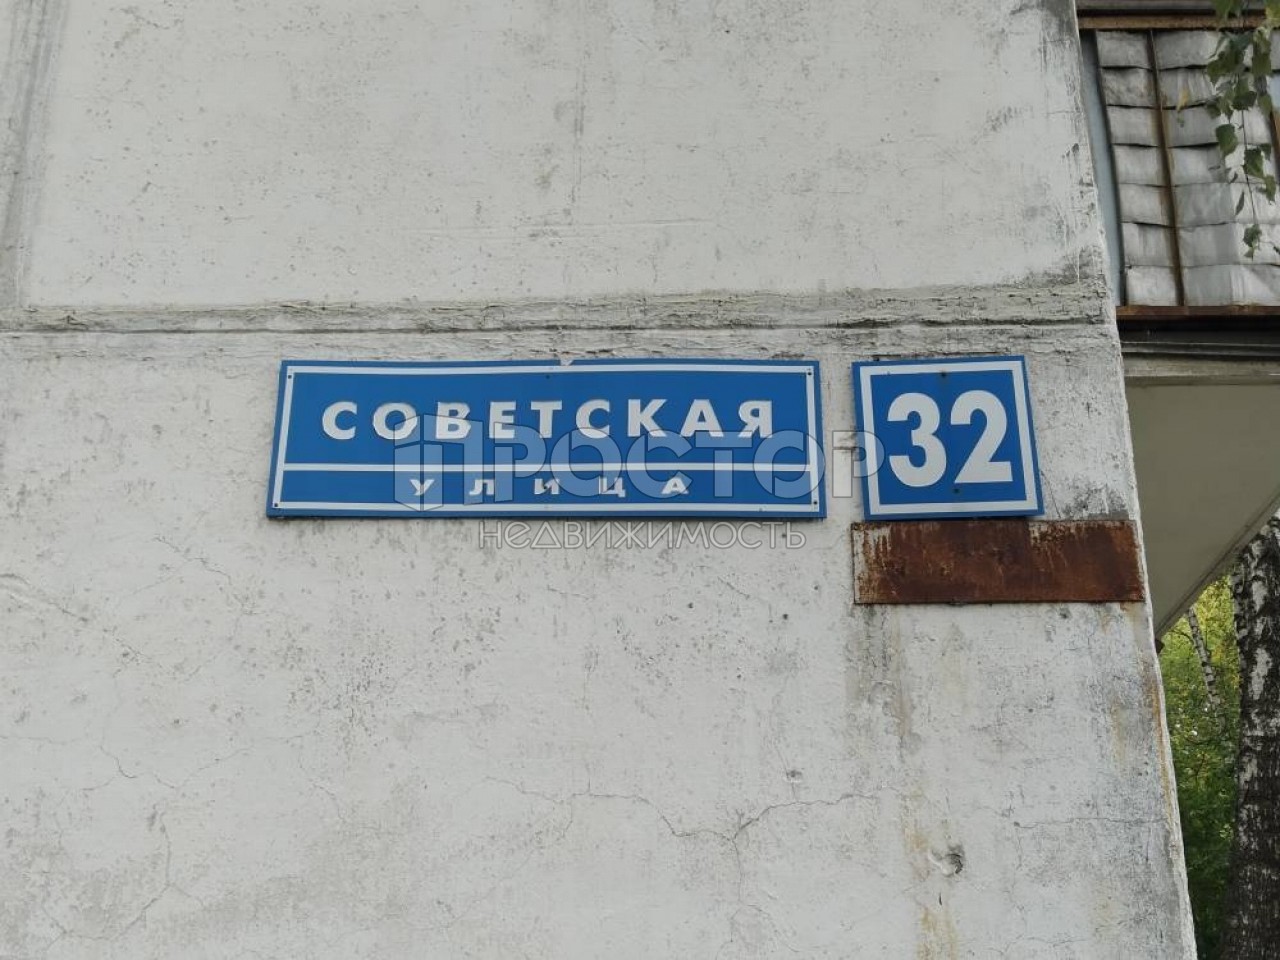 СОВЕТСКАЯ
УЛИЦА
32
ПРОСТОР
НЕДВИЖИМОСТЬ